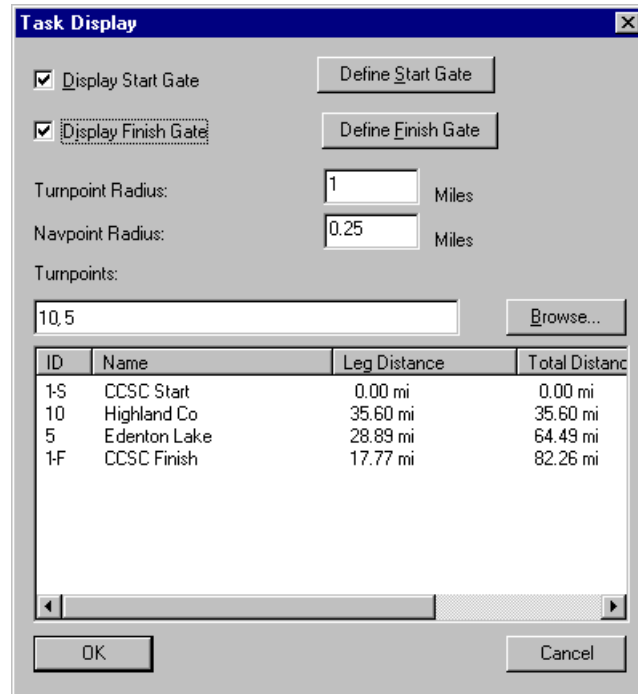 Task Display
Display Start Gate Define Start Gate
Display Finish Gate Define Finish Gate
Turnpoint Radius: 1 Miles
Navpoint Radius: 0.25 Miles
Turnpoints:
10,5 Browse...
ID Name Leg Distance Total Distanc
1-S CCSC Start 0.00 mi 0.00 mi
10 Highland Co 35.60 mi 35.60 mi
5 Edenton Lake 28.89 mi 64.49 mi
1-F CCSC Finish 17.77 mi 82.26 mi
OK Cancel